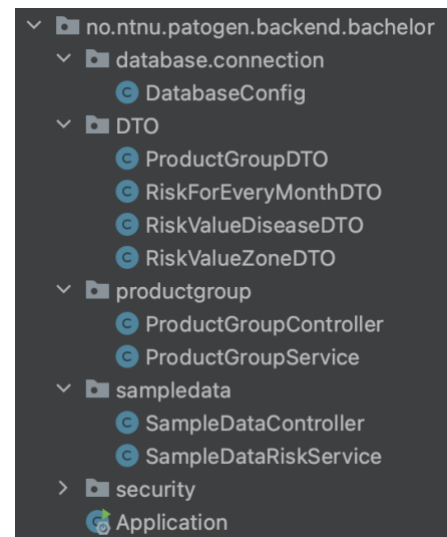 no.ntnu.patogen.backend.bachelor
database.connection
DatabaseConfig
DTO
ProductGroupDTO
RiskForEveryMonthDTO
RiskValueDiseaseDTO
RiskValueZoneDTO
productgroup
ProductGroupController
ProductGroupService
sampledata
SampleDataController
SampleDataRiskService
security
Application